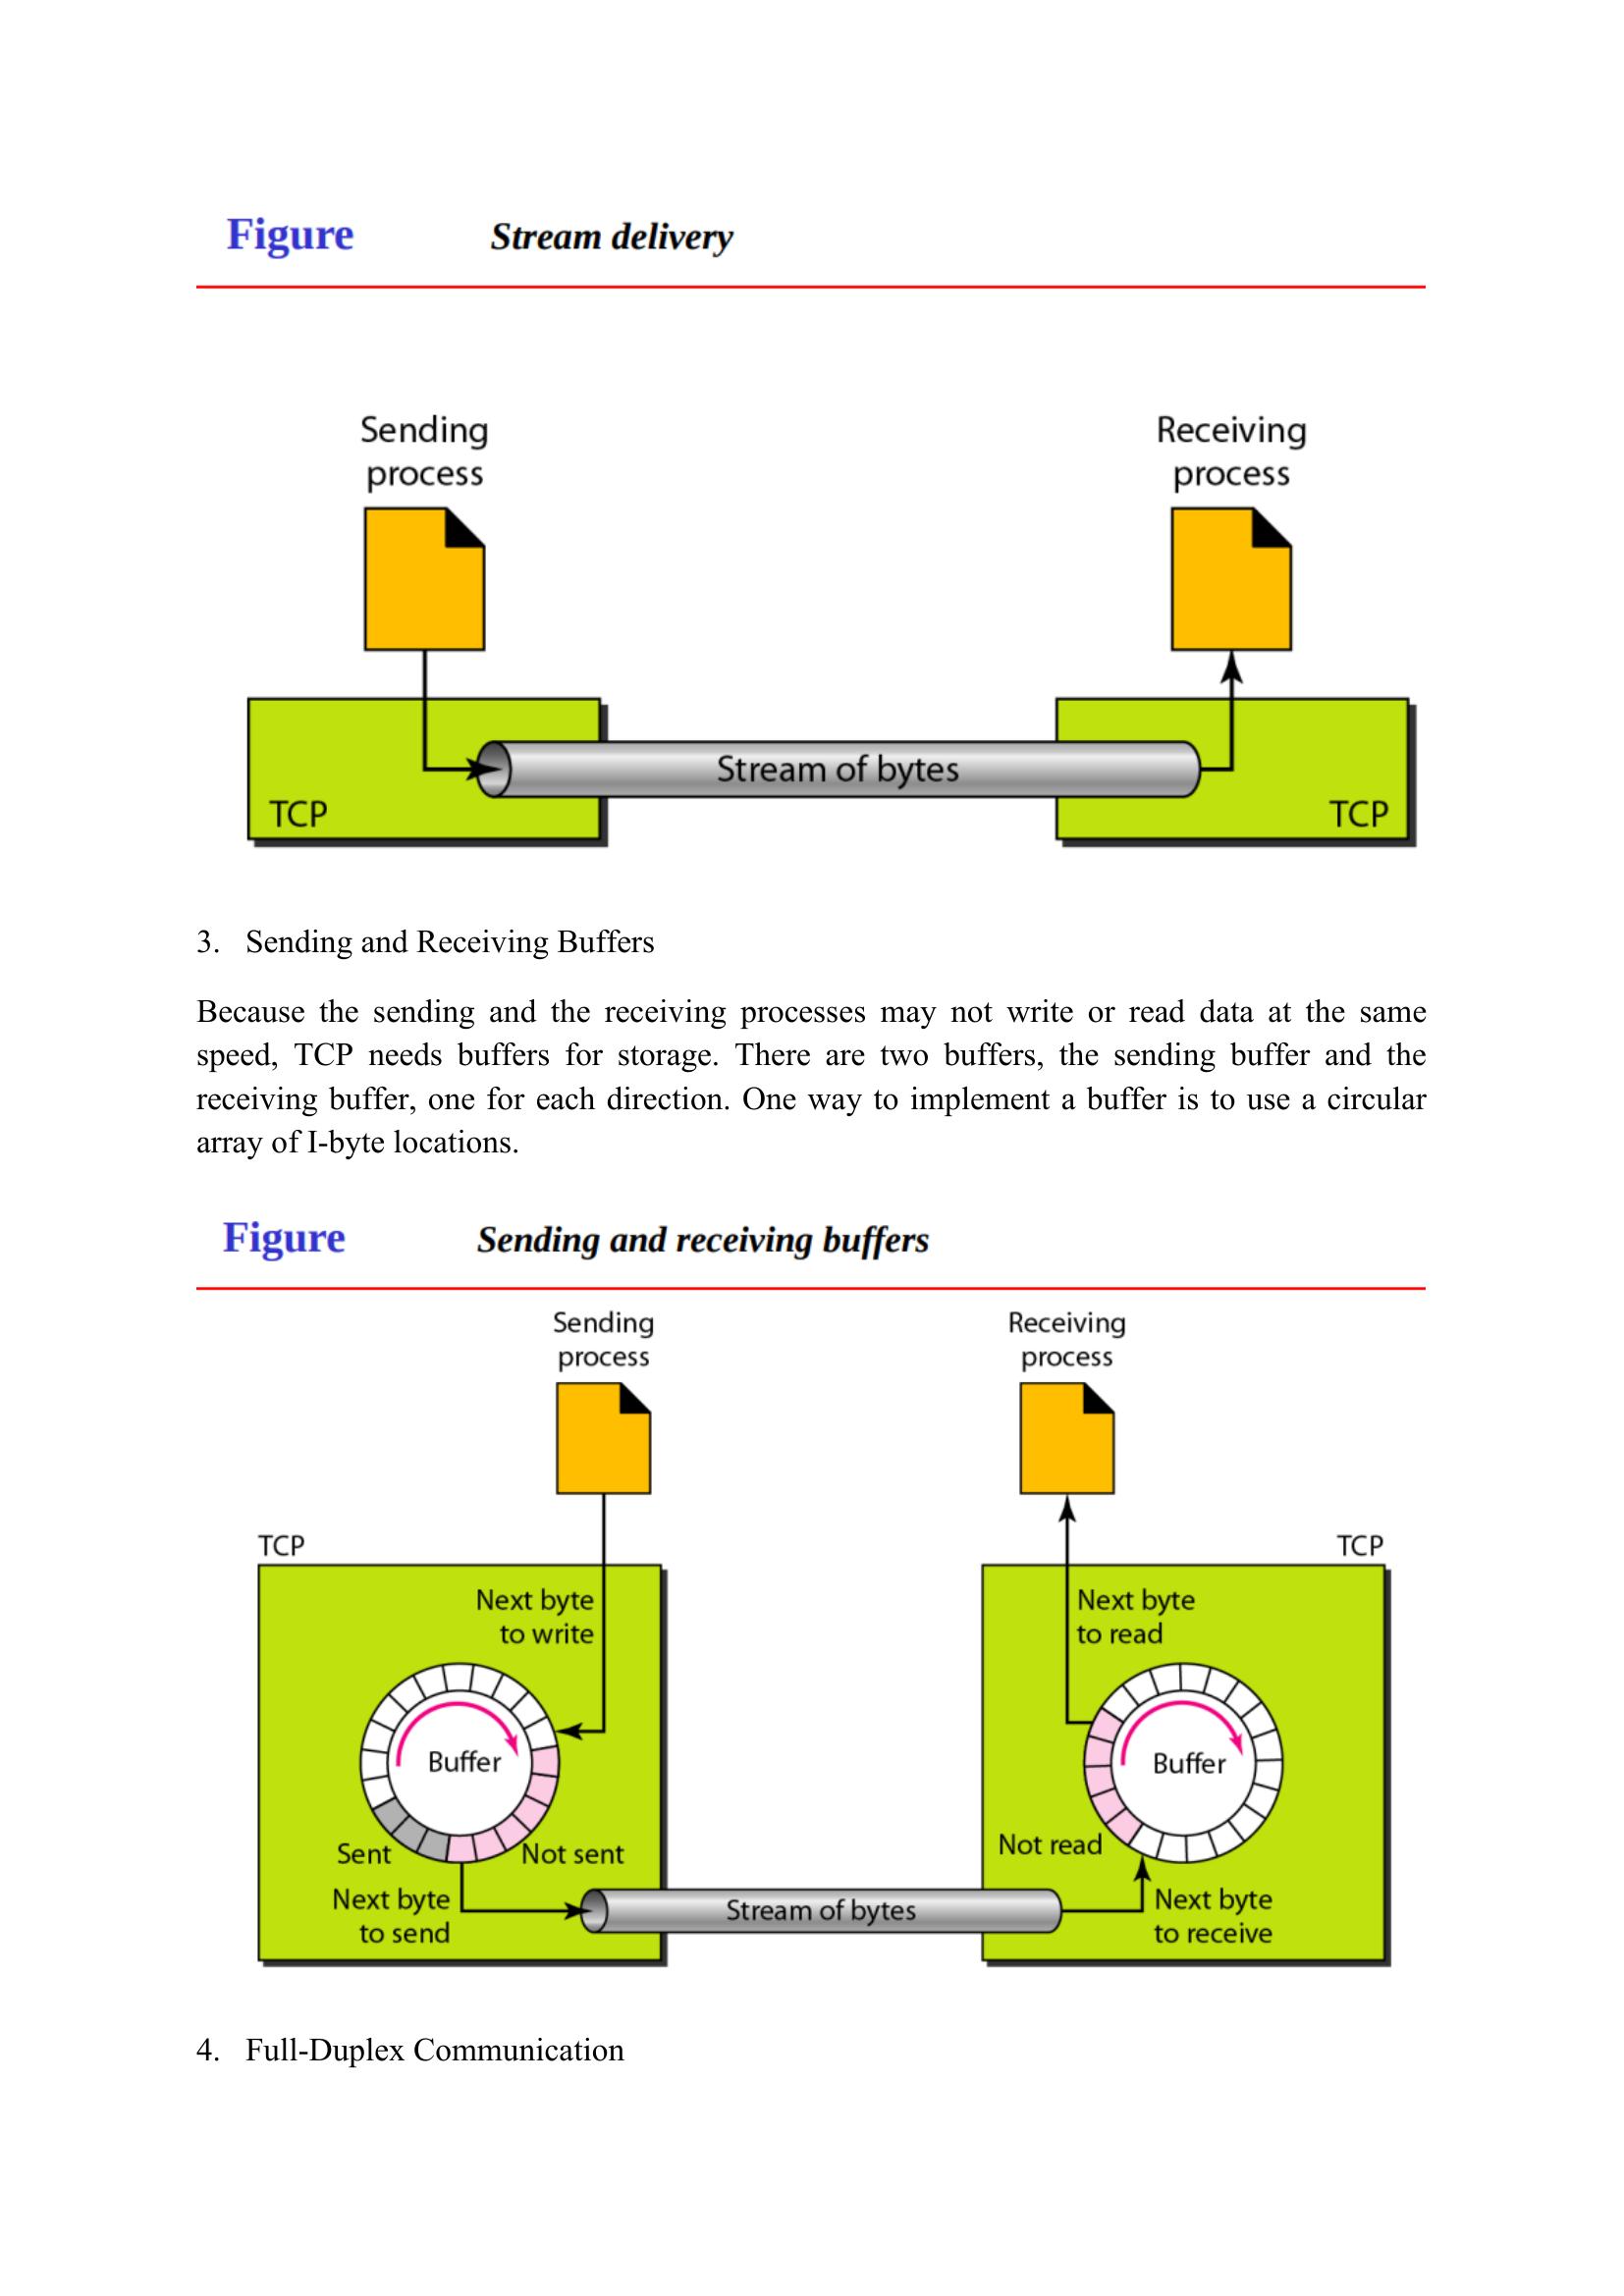 Figure Stream delivery
Sending
process
Receiving
process
Stream of bytes
TCP
TCP
3. Sending and Receiving Buffers
Because the sending and the receiving processes may not write or read data at the same
speed, TCP needs buffers for storage. There are two buffers, the sending buffer and the
receiving buffer, one for each direction. One way to implement a buffer is to use a circular
array of I-byte locations.
Figure Sending and receiving buffers
Sending
process
Receiving
process
TCP
TCP
Next byte
to write
Next byte
to read
Buffer
Buffer
Sent
Not sent
Not read
Next byte
to send
Stream of bytes
Next byte
to receive
4. Full-Duplex Communication